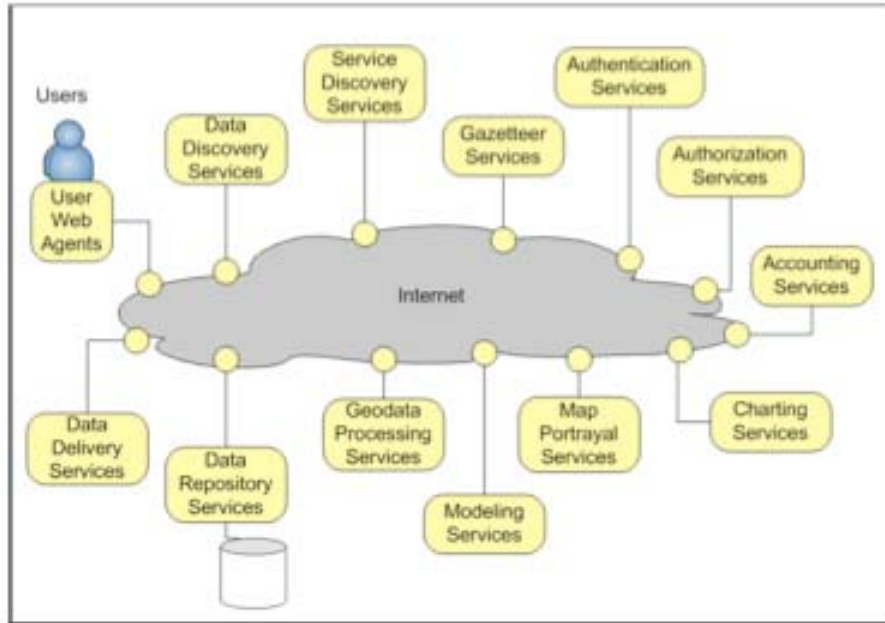 Users
User
Web
Agents
Data
Discovery
Services
Service
Discovery
Services
Gazetteer
Services
Authentication
Services
Authorization
Services
Accounting
Services
Internet
Data
Delivery
Services
Data
Repository
Services
Geodata
Processing
Services
Modeling
Services
Map
Portrayal
Services
Charting
Services